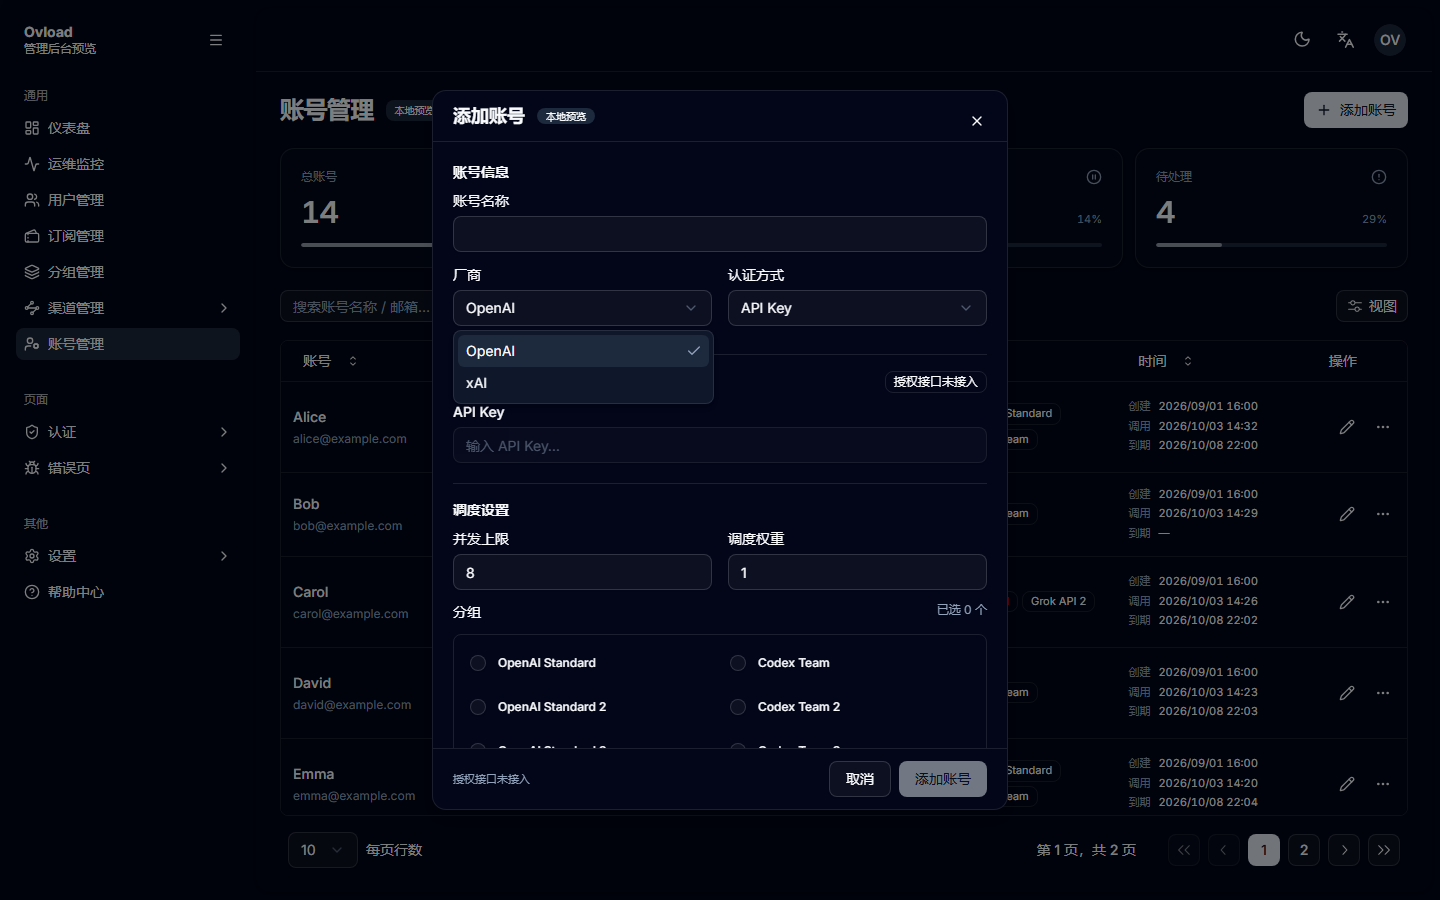 Ovload
管理后台预览
OV
通用
仪表盘
运维监控
用户管理
订阅管理
分组管理
渠道管理
账号管理
页面
认证
错误页
其他
设置
帮助中心
账号管理
本地预览
添加账号
总账号
14
14%
待处理
4
29%
搜索账号名称 / 邮箱...
视图
账号
时间
操作
Alice
alice@example.com
Standard
eam
创建 2026/09/01 16:00
调用 2026/10/03 14:32
到期 2026/10/08 22:00
Bob
bob@example.com
eam
创建 2026/09/01 16:00
调用 2026/10/03 14:29
到期 —
Carol
carol@example.com
Grok API 2
创建 2026/09/01 16:00
调用 2026/10/03 14:26
到期 2026/10/08 22:02
David
david@example.com
eam
创建 2026/09/01 16:00
调用 2026/10/03 14:23
到期 2026/10/08 22:03
Emma
emma@example.com
Standard
eam
创建 2026/09/01 16:00
调用 2026/10/03 14:20
到期 2026/10/08 22:04
10
每页行数
第 1 页，共 2 页
1
2
添加账号
本地预览
账号信息
账号名称
厂商
认证方式
OpenAI
API Key
OpenAI
xAI
授权接口未接入
API Key
输入 API Key...
调度设置
并发上限
调度权重
8
1
分组
已选 0 个
OpenAI Standard
Codex Team
OpenAI Standard 2
Codex Team 2
授权接口未接入
取消
添加账号